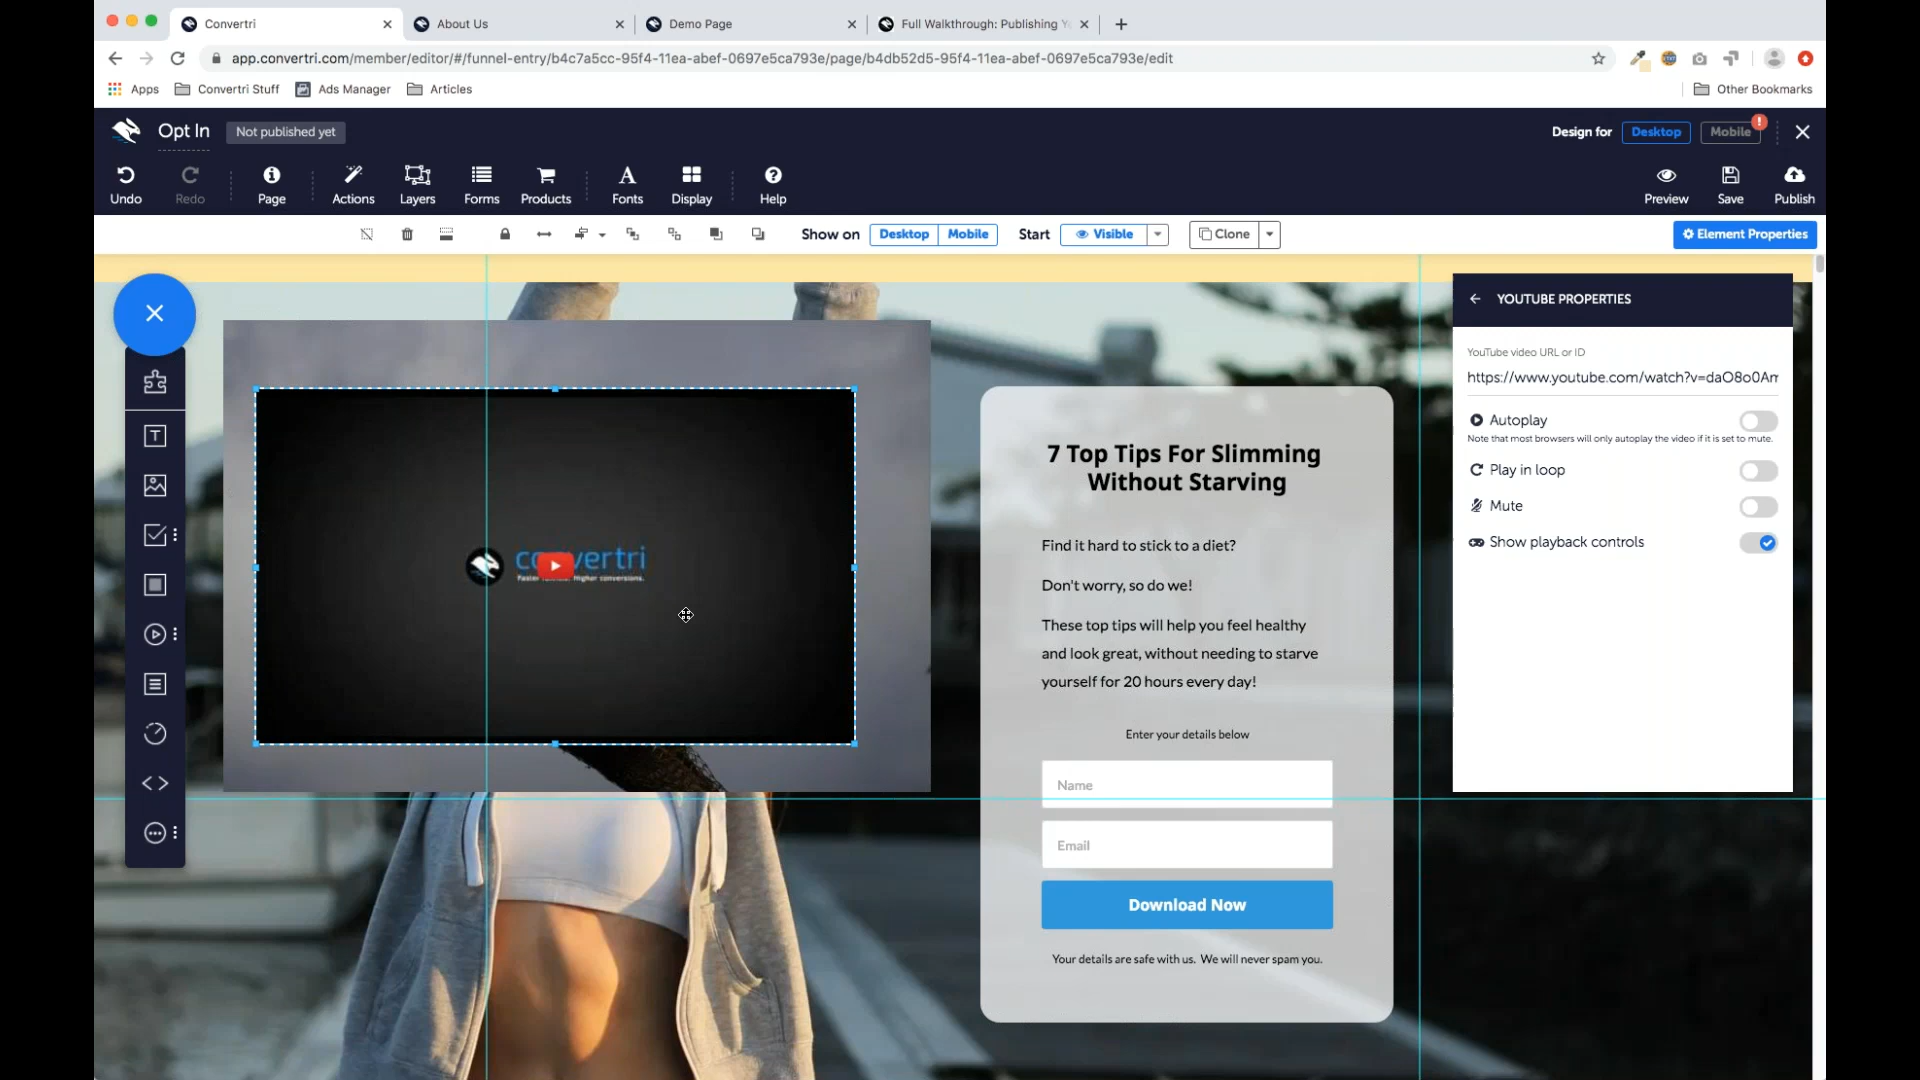 Convertri
About Us
Demo Page
Full Walkthrough: Publishing Y
app.convertri.com/member/editor/#/funnel-entry/b4c7a5cc-95f4-11ea-abef-0697e5ca793e/page/b4db52d5-95f4-11ea-abef-0697e5ca793e/edit
Apps
Convertri Stuff
Ads Manager
Articles
Other Bookmarks
Opt In
Not published yet
Design for
Desktop
Mobile
!
Undo
Redo
Page
Actions
Layers
Forms
Products
Fonts
Display
Help
Preview
Save
Publish
Show on
Desktop
Mobile
Start
Visible
Clone
Element Properties
YOUTUBE PROPERTIES
YouTube video URL or ID
https://www.youtube.com/watch?v=daO8o0Am
Autoplay
Note that most browsers will only autoplay the video if it is set to mute.
Play in loop
Mute
Show playback controls
Higher conversions.
7 Top Tips For Slimming
Without Starving
Find it hard to stick to a diet?
Don't worry, so do we!
These top tips will help you feel healthy
and look great, without needing to starve
yourself for 20 hours every day!
Enter your details below
Name
Email
Download Now
Your details are safe with us. We will never spam you.